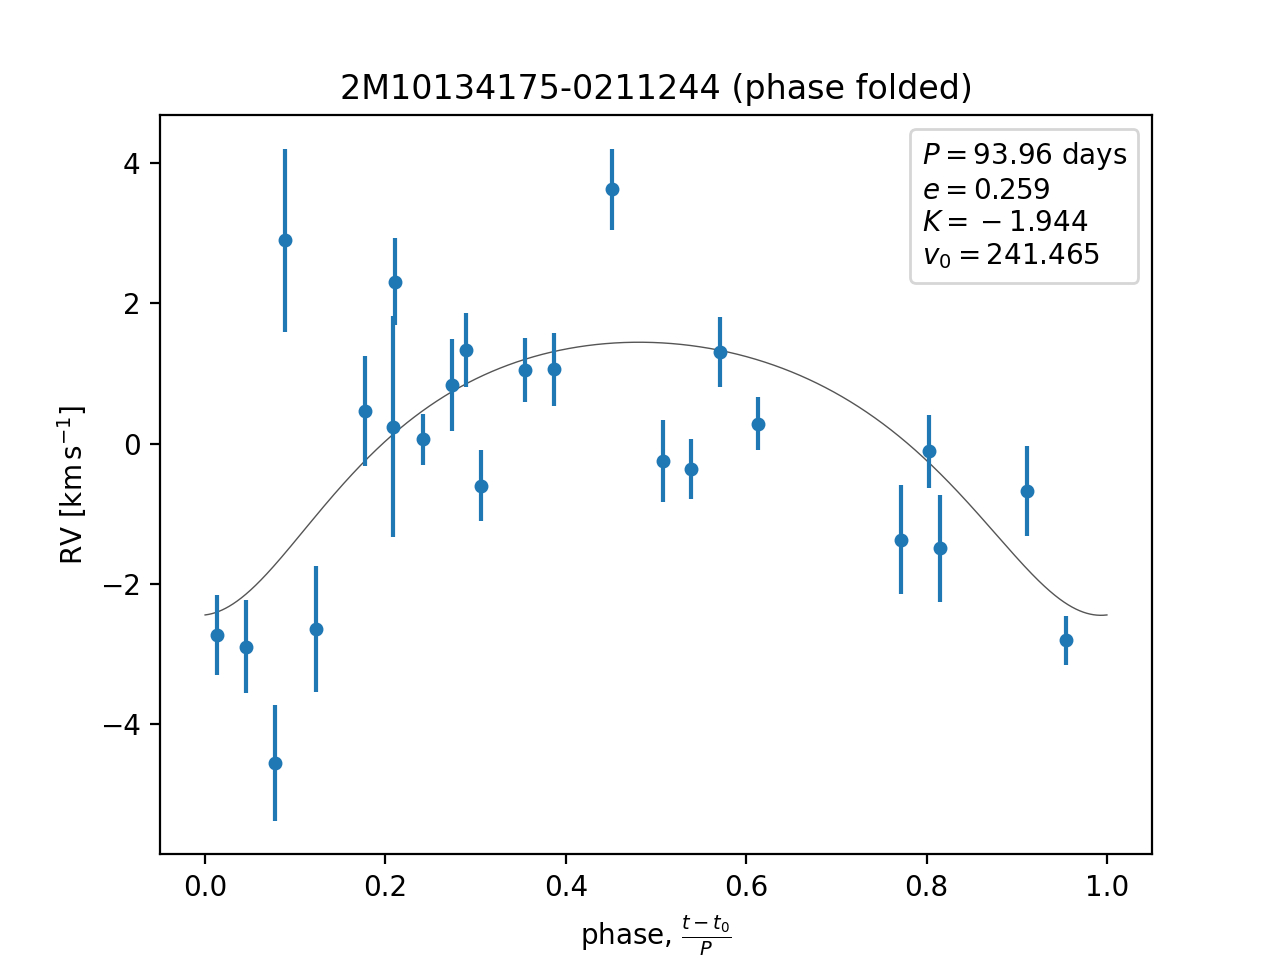 2M10134175-0211244 (phase folded)
P = 93.96 days
e = 0.259
K = −1.944
v₀ = 241.465
4
2
0
−2
−4
RV [km s⁻¹]
0.0 0.2 0.4 0.6 0.8 1.0
phase, (t − t₀)/P